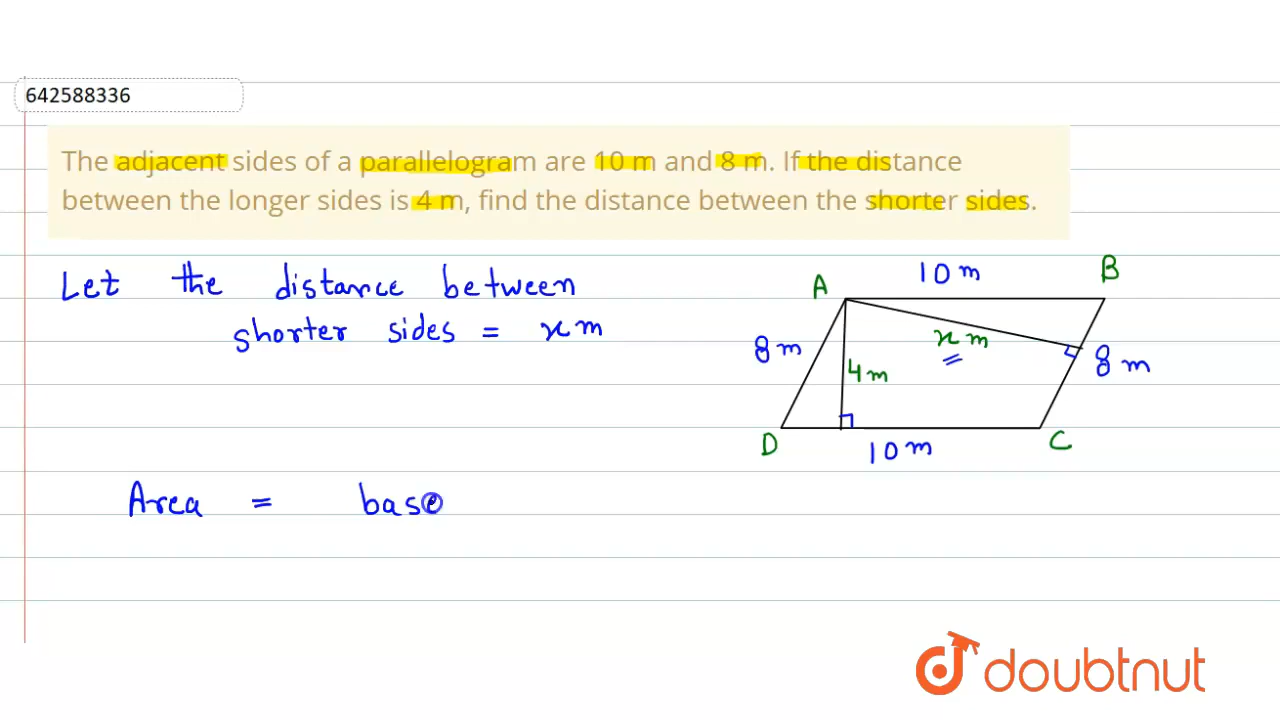 642588336
The adjacent sides of a parallelogram are 10 m and 8 m. If the distance
between the longer sides is 4 m, find the distance between the shorter sides.
Let the distance between
shorter sides = x m
Area = base
A
10 m
B
8 m
x m
4 m
8 m
D
10 m
C
doubtnut